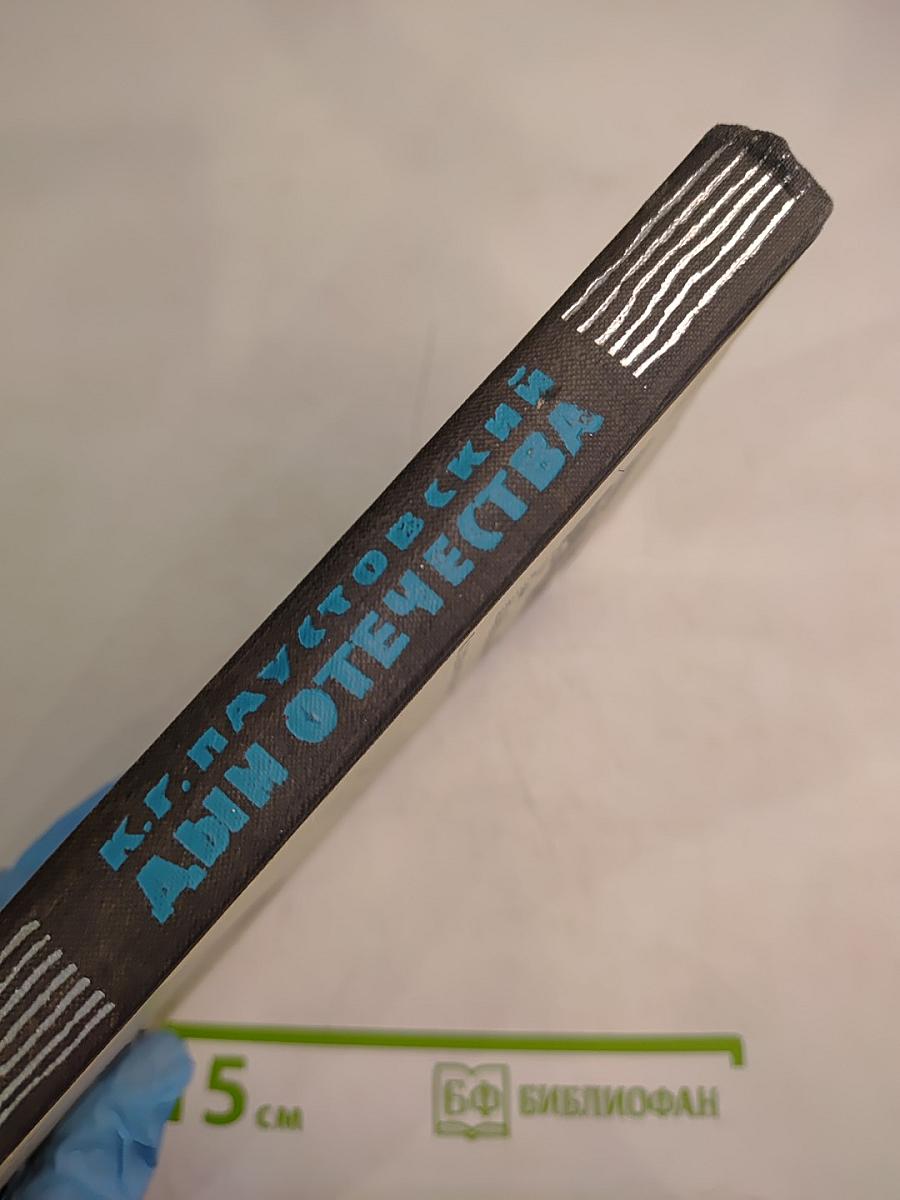 К.Г.ПАУСТОВСКИЙ
ДЫМ ОТЕЧЕСТВА
15 см
БФ БИБЛИОФАН